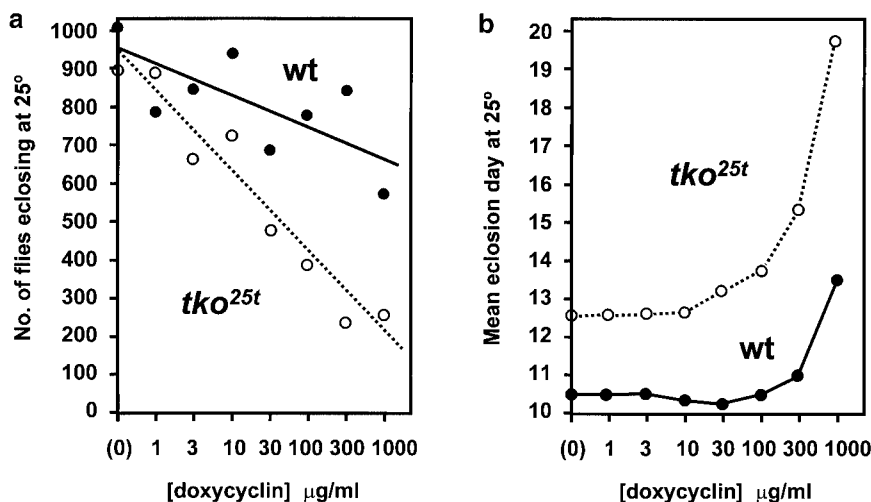 a
No. of flies eclosing at 25º
1000
900
800
700
600
500
400
300
200
100
0
wt
tko25t
(0) 1 3 10 30 100 300 1000
[doxycyclin] µg/ml
b
Mean eclosion day at 25º
20
19
18
17
16
15
14
13
12
11
10
tko25t
wt
(0) 1 3 10 30 100 300 1000
[doxycyclin] µg/ml